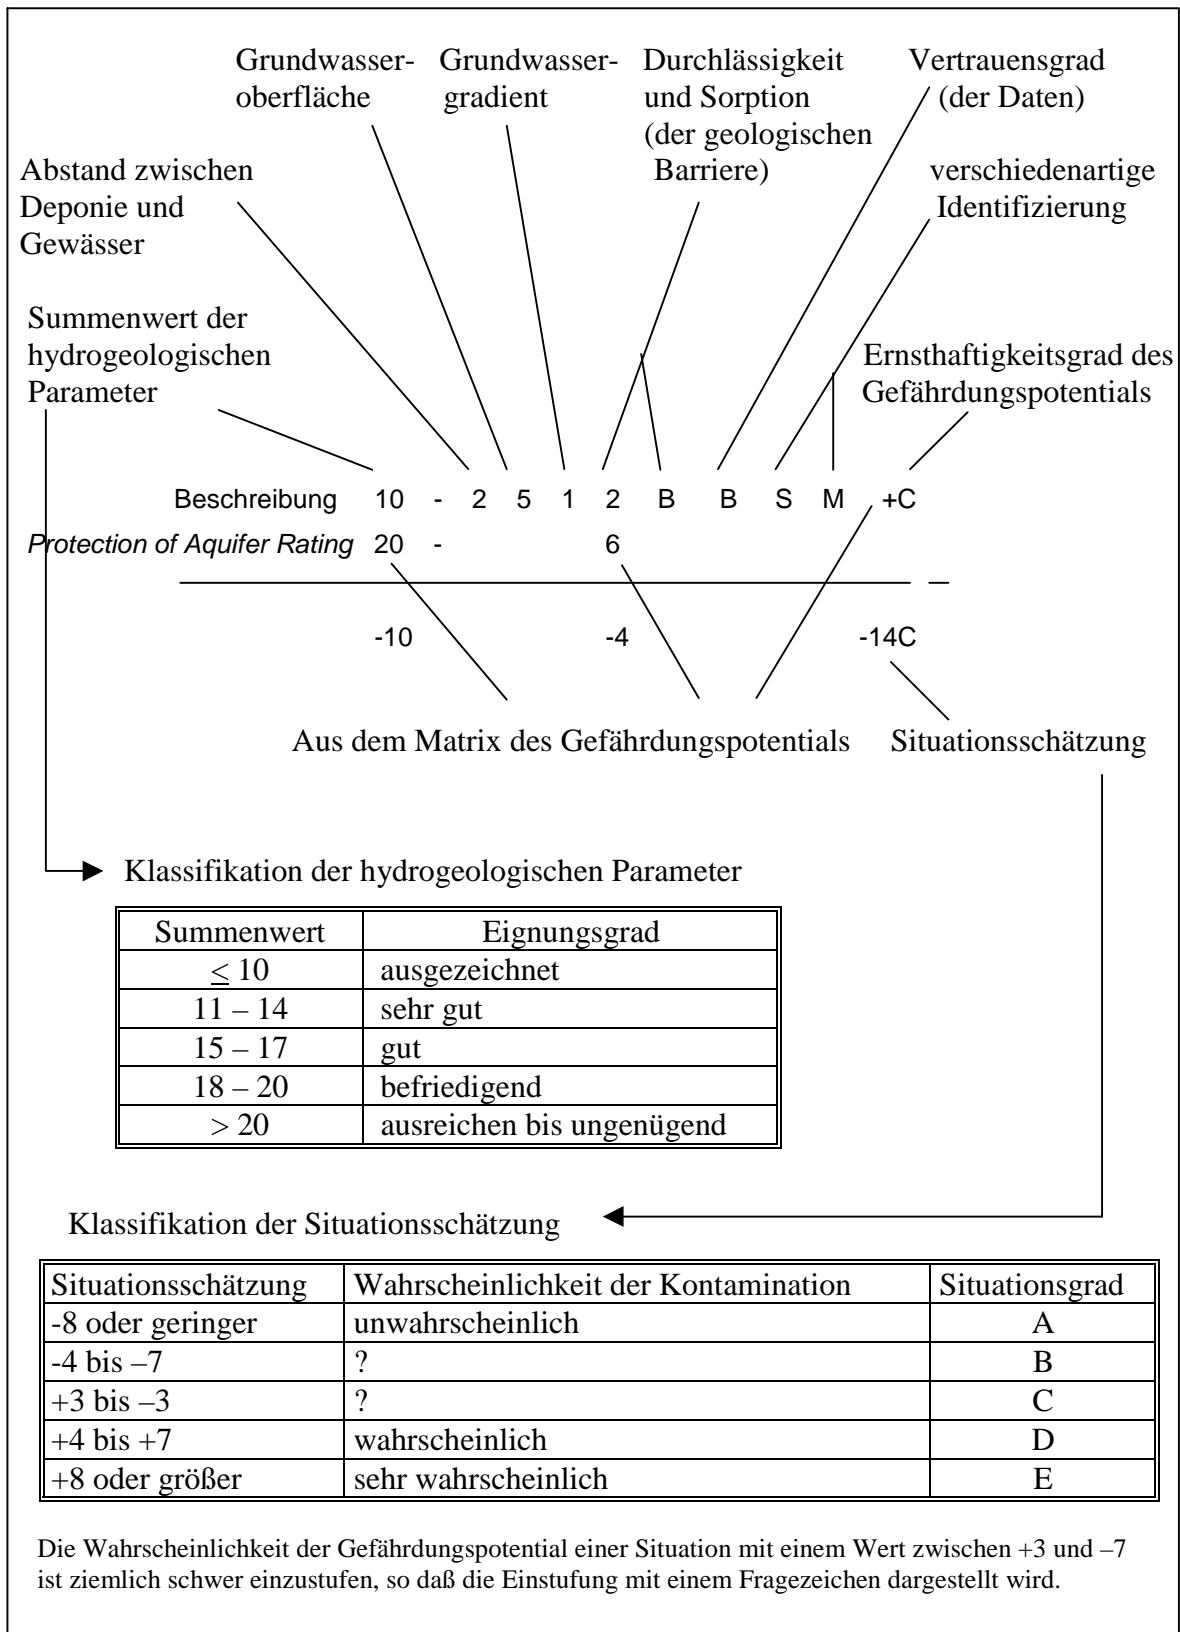 Grundwasser-
oberfläche
Grundwasser-
gradient
Durchlässigkeit
und Sorption
(der geologischen
Barriere)
Vertrauensgrad
(der Daten)
Abstand zwischen
Deponie und
Gewässer
verschiedenartige
Identifizierung
Summenwert der
hydrogeologischen
Parameter
Ernsthaftigkeitsgrad des
Gefährdungspotentials
Beschreibung 10 - 2 5 1 2 B B S M +C
Protection of Aquifer Rating 20 - 6
-10 -4 -14C
Aus dem Matrix des Gefährdungspotentials Situationsschätzung
Klassifikation der hydrogeologischen Parameter
Summenwert Eignungsgrad
≤ 10 ausgezeichnet
11 – 14 sehr gut
15 – 17 gut
18 – 20 befriedigend
> 20 ausreichen bis ungenügend
Klassifikation der Situationsschätzung
Situationsschätzung Wahrscheinlichkeit der Kontamination Situationsgrad
-8 oder geringer unwahrscheinlich A
-4 bis –7 ? B
+3 bis –3 ? C
+4 bis +7 wahrscheinlich D
+8 oder größer sehr wahrscheinlich E
Die Wahrscheinlichkeit der Gefährdungspotential einer Situation mit einem Wert zwischen +3 und –7
ist ziemlich schwer einzustufen, so daß die Einstufung mit einem Fragezeichen dargestellt wird.